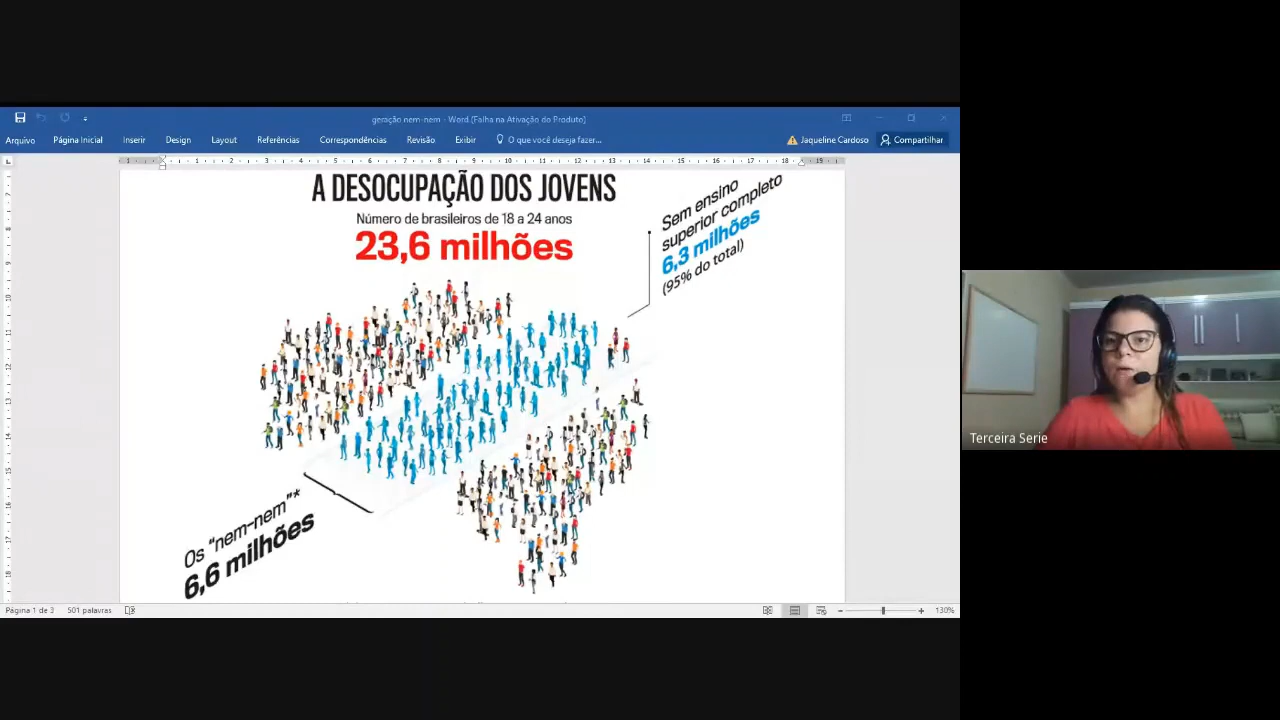 geração nem-nem - Word (Falha na Ativação do Produto)
Arquivo Página Inicial Inserir Design Layout Referências Correspondências Revisão Exibir O que você deseja fazer... Jaqueline Cardoso Compartilhar
A DESOCUPAÇÃO DOS JOVENS
Número de brasileiros de 18 a 24 anos
23,6 milhões
Sem ensino
superior completo
6,3 milhões
(95% do total)
Os "nem-nem"*
6,6 milhões
Terceira Serie
Página 1 de 3 501 palavras 130%